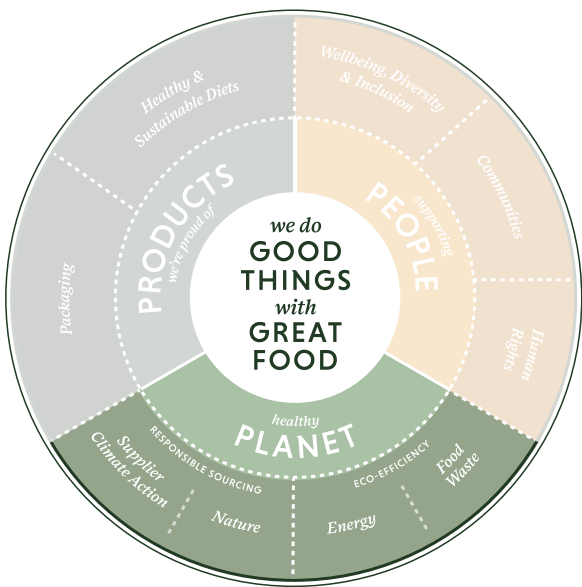 we do
GOOD
THINGS
with
GREAT
FOOD
PRODUCTS
we're proud of
Healthy &
Sustainable Diets
Packaging
PEOPLE
supporting
Wellbeing, Diversity
& Inclusion
Communities
Human
Rights
healthy
PLANET
RESPONSIBLE SOURCING
Supplier
Climate Action
Nature
ECO-EFFICIENCY
Energy
Food
Waste